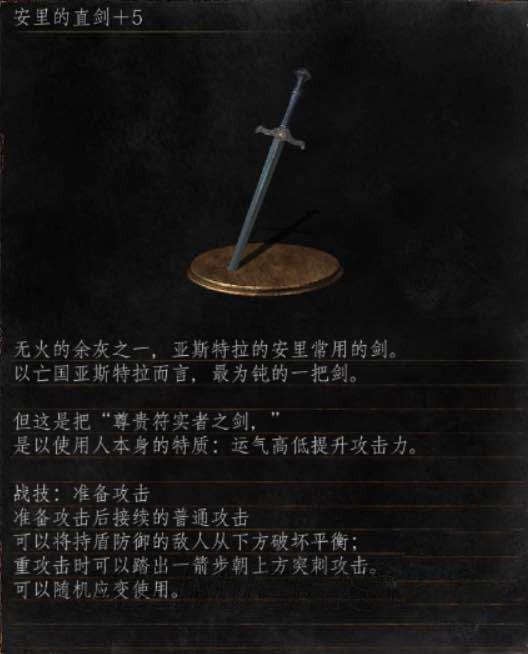 安里的直剑＋5
无火的余灰之一，亚斯特拉的安里常用的剑。
以亡国亚斯特拉而言，最为钝的一把剑。
但这是把“尊贵符实者之剑，”
是以使用人本身的特质：运气高低提升攻击力。
战技：准备攻击
准备攻击后接续的普通攻击
可以将持盾防御的敌人从下方破坏平衡；
重攻击时可以踏出一箭步朝上方突刺攻击。
可以随机应变使用。